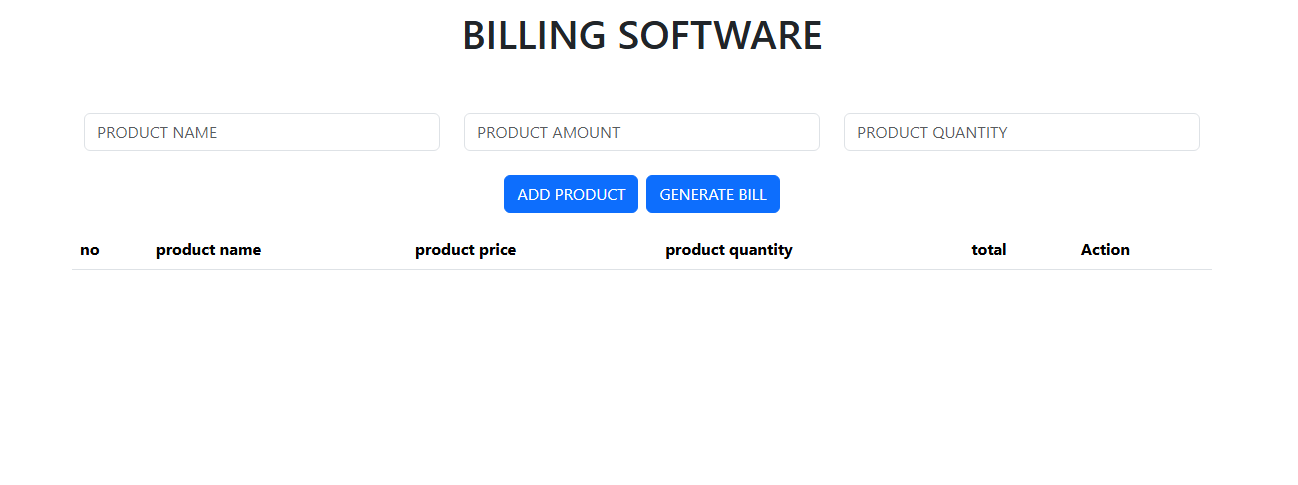 BILLING SOFTWARE
PRODUCT NAME PRODUCT AMOUNT PRODUCT QUANTITY
ADD PRODUCT GENERATE BILL
no product name product price product quantity total Action